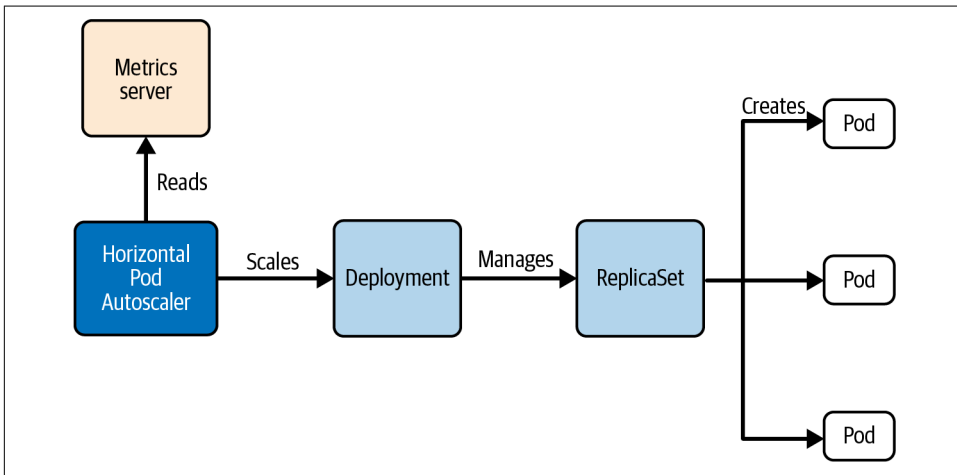 Metrics
server
Reads
Horizontal
Pod
Autoscaler
Scales
Deployment
Manages
ReplicaSet
Creates
Pod
Pod
Pod